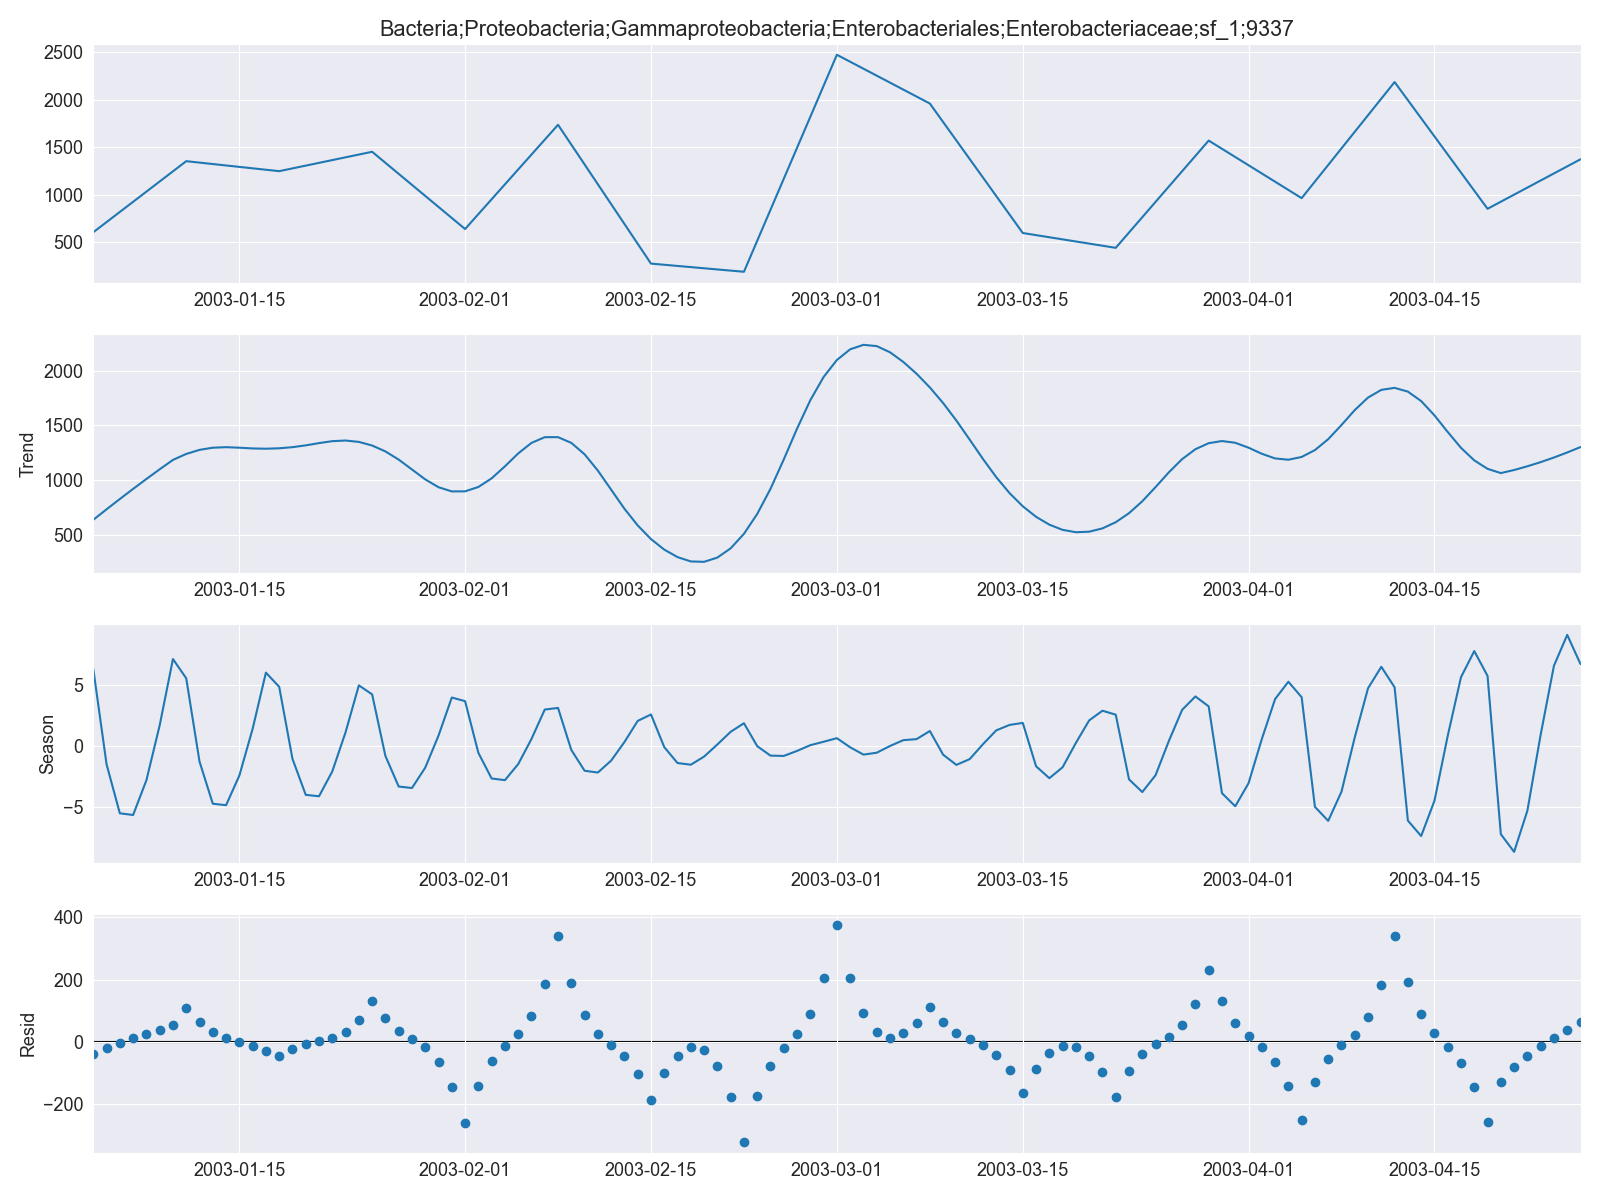 Bacteria;Proteobacteria;Gammaproteobacteria;Enterobacteriales;Enterobacteriaceae;sf_1;9337
2500
2000
1500
1000
500
2003-01-15 2003-02-01 2003-02-15 2003-03-01 2003-03-15 2003-04-01 2003-04-15
Trend
2000
1500
1000
500
2003-01-15 2003-02-01 2003-02-15 2003-03-01 2003-03-15 2003-04-01 2003-04-15
Season
5
0
−5
2003-01-15 2003-02-01 2003-02-15 2003-03-01 2003-03-15 2003-04-01 2003-04-15
Resid
400
200
0
−200
2003-01-15 2003-02-01 2003-02-15 2003-03-01 2003-03-15 2003-04-01 2003-04-15